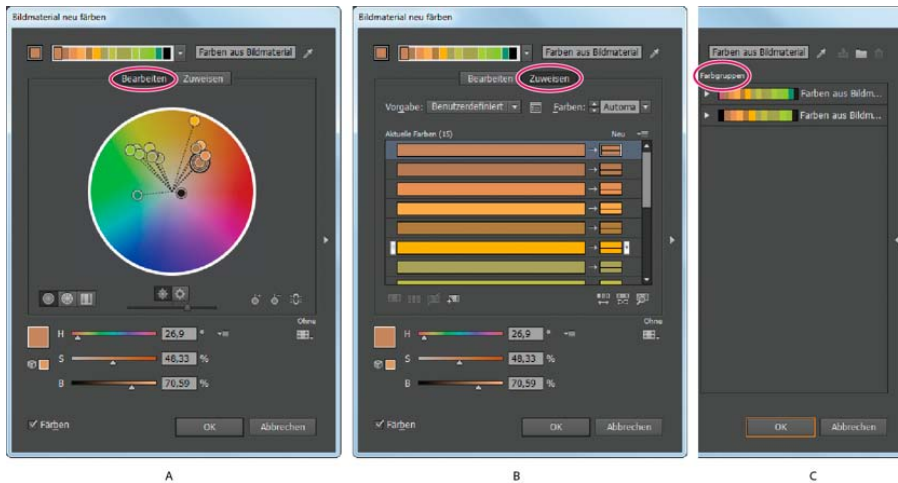 Bildmaterial neu färben
Farben aus Bildmaterial
Bearbeiten Zuweisen
Ohne
H 26,9 °
S 48,33 %
B 70,59 %
Färben
OK Abbrechen
A
Bildmaterial neu färben
Farben aus Bildmaterial
Bearbeiten Zuweisen
Vorgabe: Benutzerdefiniert Farben: Automa
Aktuelle Farben (15) Neu
Ohne
H 26,9 °
S 48,33 %
B 70,59 %
Färben
OK Abbrechen
B
Farben aus Bildmaterial
Farbgruppen
Farben aus Bildm...
Farben aus Bildm...
OK Abbrechen
C